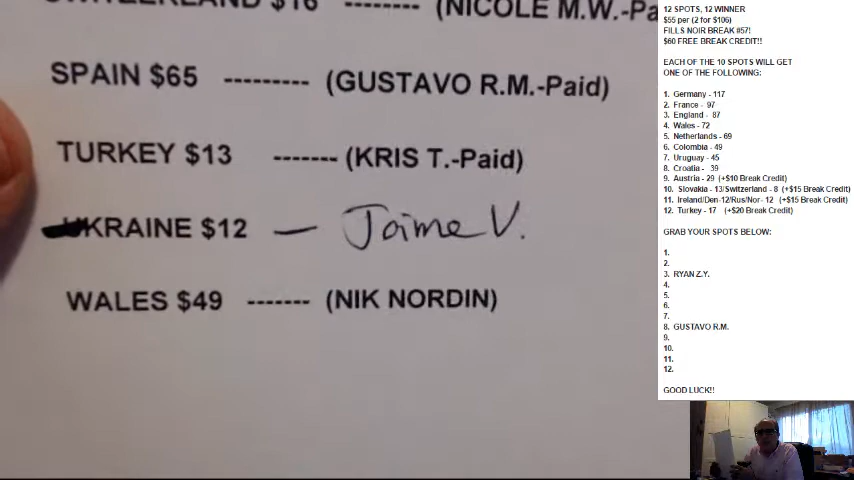 SWITZERLAND $16 -------- (NICOLE M.W.-Pa
SPAIN $65 --------- (GUSTAVO R.M.-Paid)
TURKEY $13 ------- (KRIS T.-Paid)
UKRAINE $12 — Jaime V.
WALES $49 ------- (NIK NORDIN)
12 SPOTS, 12 WINNER
$55 per (2 for $106)
FILLS NOIR BREAK #57!
$60 FREE BREAK CREDIT!!
EACH OF THE 10 SPOTS WILL GET
ONE OF THE FOLLOWING:
1. Germany - 117
2. France - 97
3. England - 87
4. Wales - 72
5. Netherlands - 69
6. Colombia - 49
7. Uruguay - 45
8. Croatia - 39
9. Austria - 29 (+$10 Break Credit)
10. Slovakia - 13/Switzerland - 8 (+$15 Break Credit)
11. Ireland/Den-12/Rus/Nor- 12 (+$15 Break Credit)
12. Turkey - 17 (+$20 Break Credit)
GRAB YOUR SPOTS BELOW:
1.
2.
3. RYAN Z.Y.
4.
5.
6.
7.
8. GUSTAVO R.M.
9.
10.
11.
12.
GOOD LUCK!!